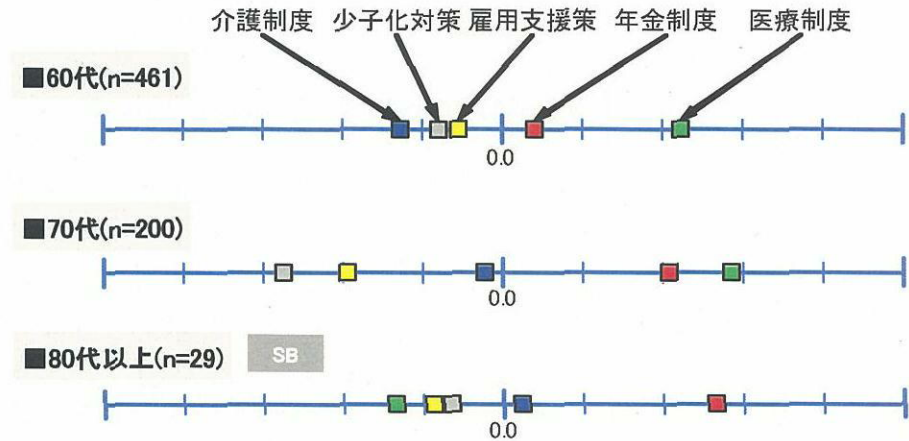 介護制度 少子化対策 雇用支援策 年金制度 医療制度
■60代(n=461)
0.0
■70代(n=200)
0.0
■80代以上(n=29) SB
0.0